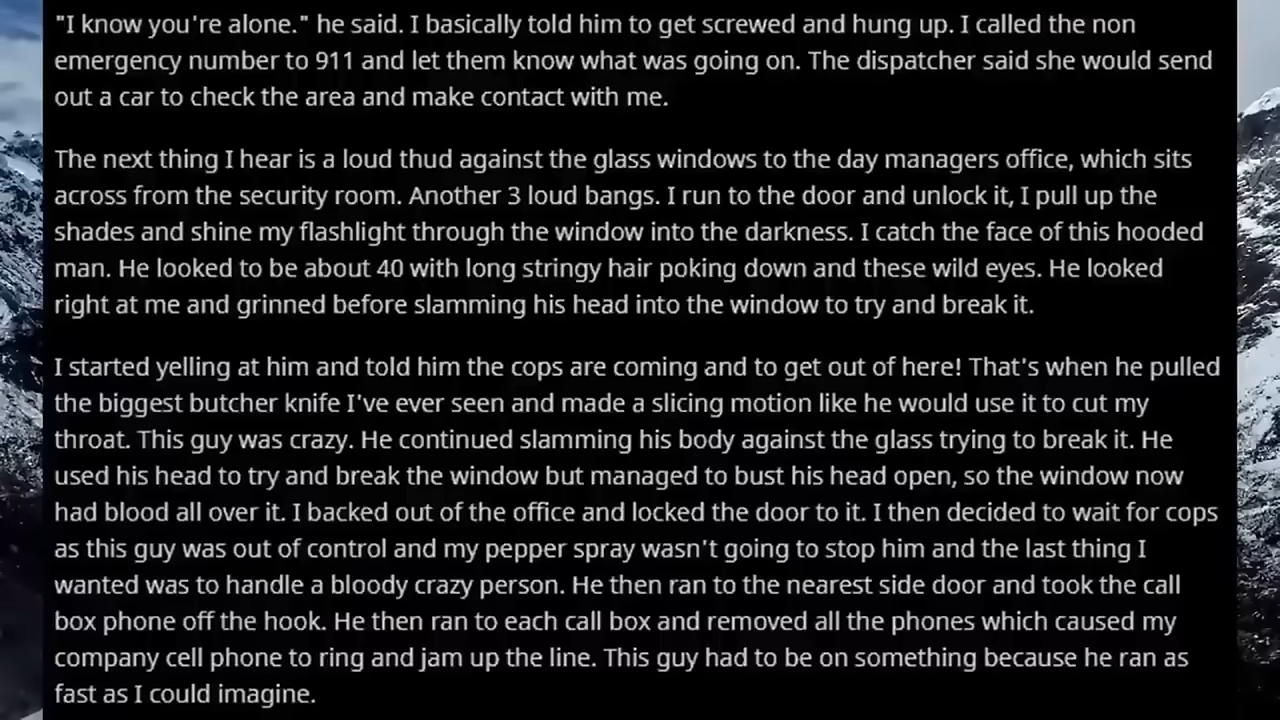 "I know you're alone." he said. I basically told him to get screwed and hung up. I called the non
emergency number to 911 and let them know what was going on. The dispatcher said she would send
out a car to check the area and make contact with me.
The next thing I hear is a loud thud against the glass windows to the day managers office, which sits
across from the security room. Another 3 loud bangs. I run to the door and unlock it, I pull up the
shades and shine my flashlight through the window into the darkness. I catch the face of this hooded
man. He looked to be about 40 with long stringy hair poking down and these wild eyes. He looked
right at me and grinned before slamming his head into the window to try and break it.
I started yelling at him and told him the cops are coming and to get out of here! That's when he pulled
the biggest butcher knife I've ever seen and made a slicing motion like he would use it to cut my
throat. This guy was crazy. He continued slamming his body against the glass trying to break it. He
used his head to try and break the window but managed to bust his head open, so the window now
had blood all over it. I backed out of the office and locked the door to it. I then decided to wait for cops
as this guy was out of control and my pepper spray wasn't going to stop him and the last thing I
wanted was to handle a bloody crazy person. He then ran to the nearest side door and took the call
box phone off the hook. He then ran to each call box and removed all the phones which caused my
company cell phone to ring and jam up the line. This guy had to be on something because he ran as
fast as I could imagine.